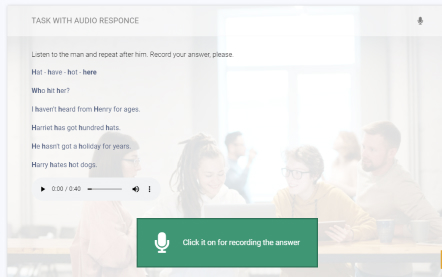 TASK WITH AUDIO RESPONCE
Listen to the man and repeat after him. Record your answer, please.
Hat - have - hot - here
Who hit her?
I haven't heard from Henry for ages.
Harriet has got hundred hats.
He hasn't got a holiday for years.
Harry hates hot dogs.
0:00 / 0:40
Click it on for recording the answer